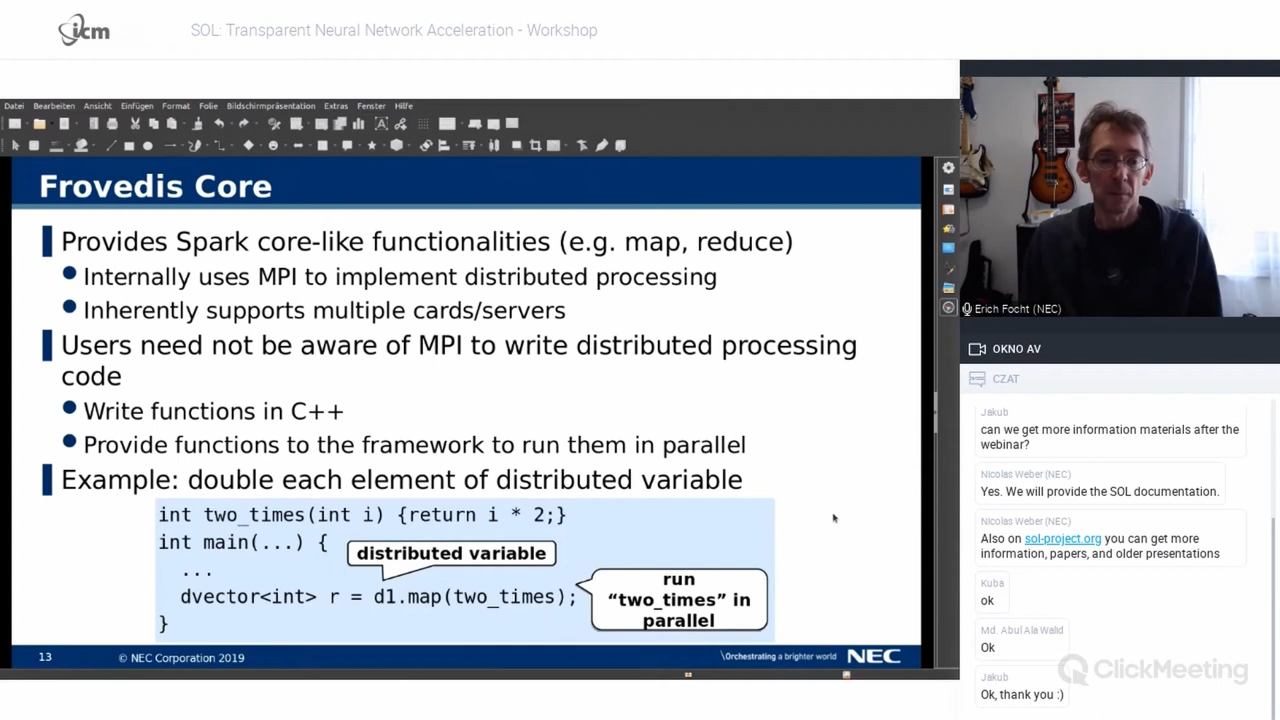 icm
SOL: Transparent Neural Network Acceleration - Workshop
Datei Bearbeiten Ansicht Einfügen Format Folie Bildschirmpräsentation Extras Fenster Hilfe
Frovedis Core
Provides Spark core-like functionalities (e.g. map, reduce)
Internally uses MPI to implement distributed processing
Inherently supports multiple cards/servers
Users need not be aware of MPI to write distributed processing
code
Write functions in C++
Provide functions to the framework to run them in parallel
Example: double each element of distributed variable
int two_times(int i) {return i * 2;}
int main(...) {
distributed variable
...
dvector<int> r = d1.map(two_times);
run
“two_times” in
parallel
}
13
© NEC Corporation 2019
\Orchestrating a brighter world
NEC
Erich Focht (NEC)
OKNO AV
CZAT
Jakub
can we get more information materials after the
webinar?
Nicolas Weber (NEC)
Yes. We will provide the SOL documentation.
Nicolas Weber (NEC)
Also on sol-project.org you can get more
information, papers, and older presentations
Kuba
ok
Md. Abul Ala Walid
Ok
Jakub
Ok, thank you :)
ClickMeeting